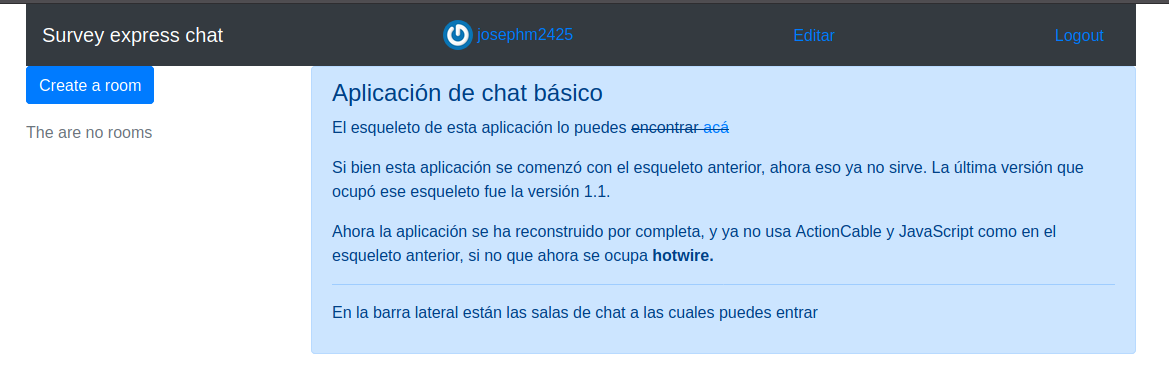 Survey express chat
josephm2425
Editar
Logout
Create a room
The are no rooms
Aplicación de chat básico
El esqueleto de esta aplicación lo puedes encontrar acá
Si bien esta aplicación se comenzó con el esqueleto anterior, ahora eso ya no sirve. La última versión que
ocupó ese esqueleto fue la versión 1.1.
Ahora la aplicación se ha reconstruido por completa, y ya no usa ActionCable y JavaScript como en el
esqueleto anterior, si no que ahora se ocupa hotwire.
En la barra lateral están las salas de chat a las cuales puedes entrar